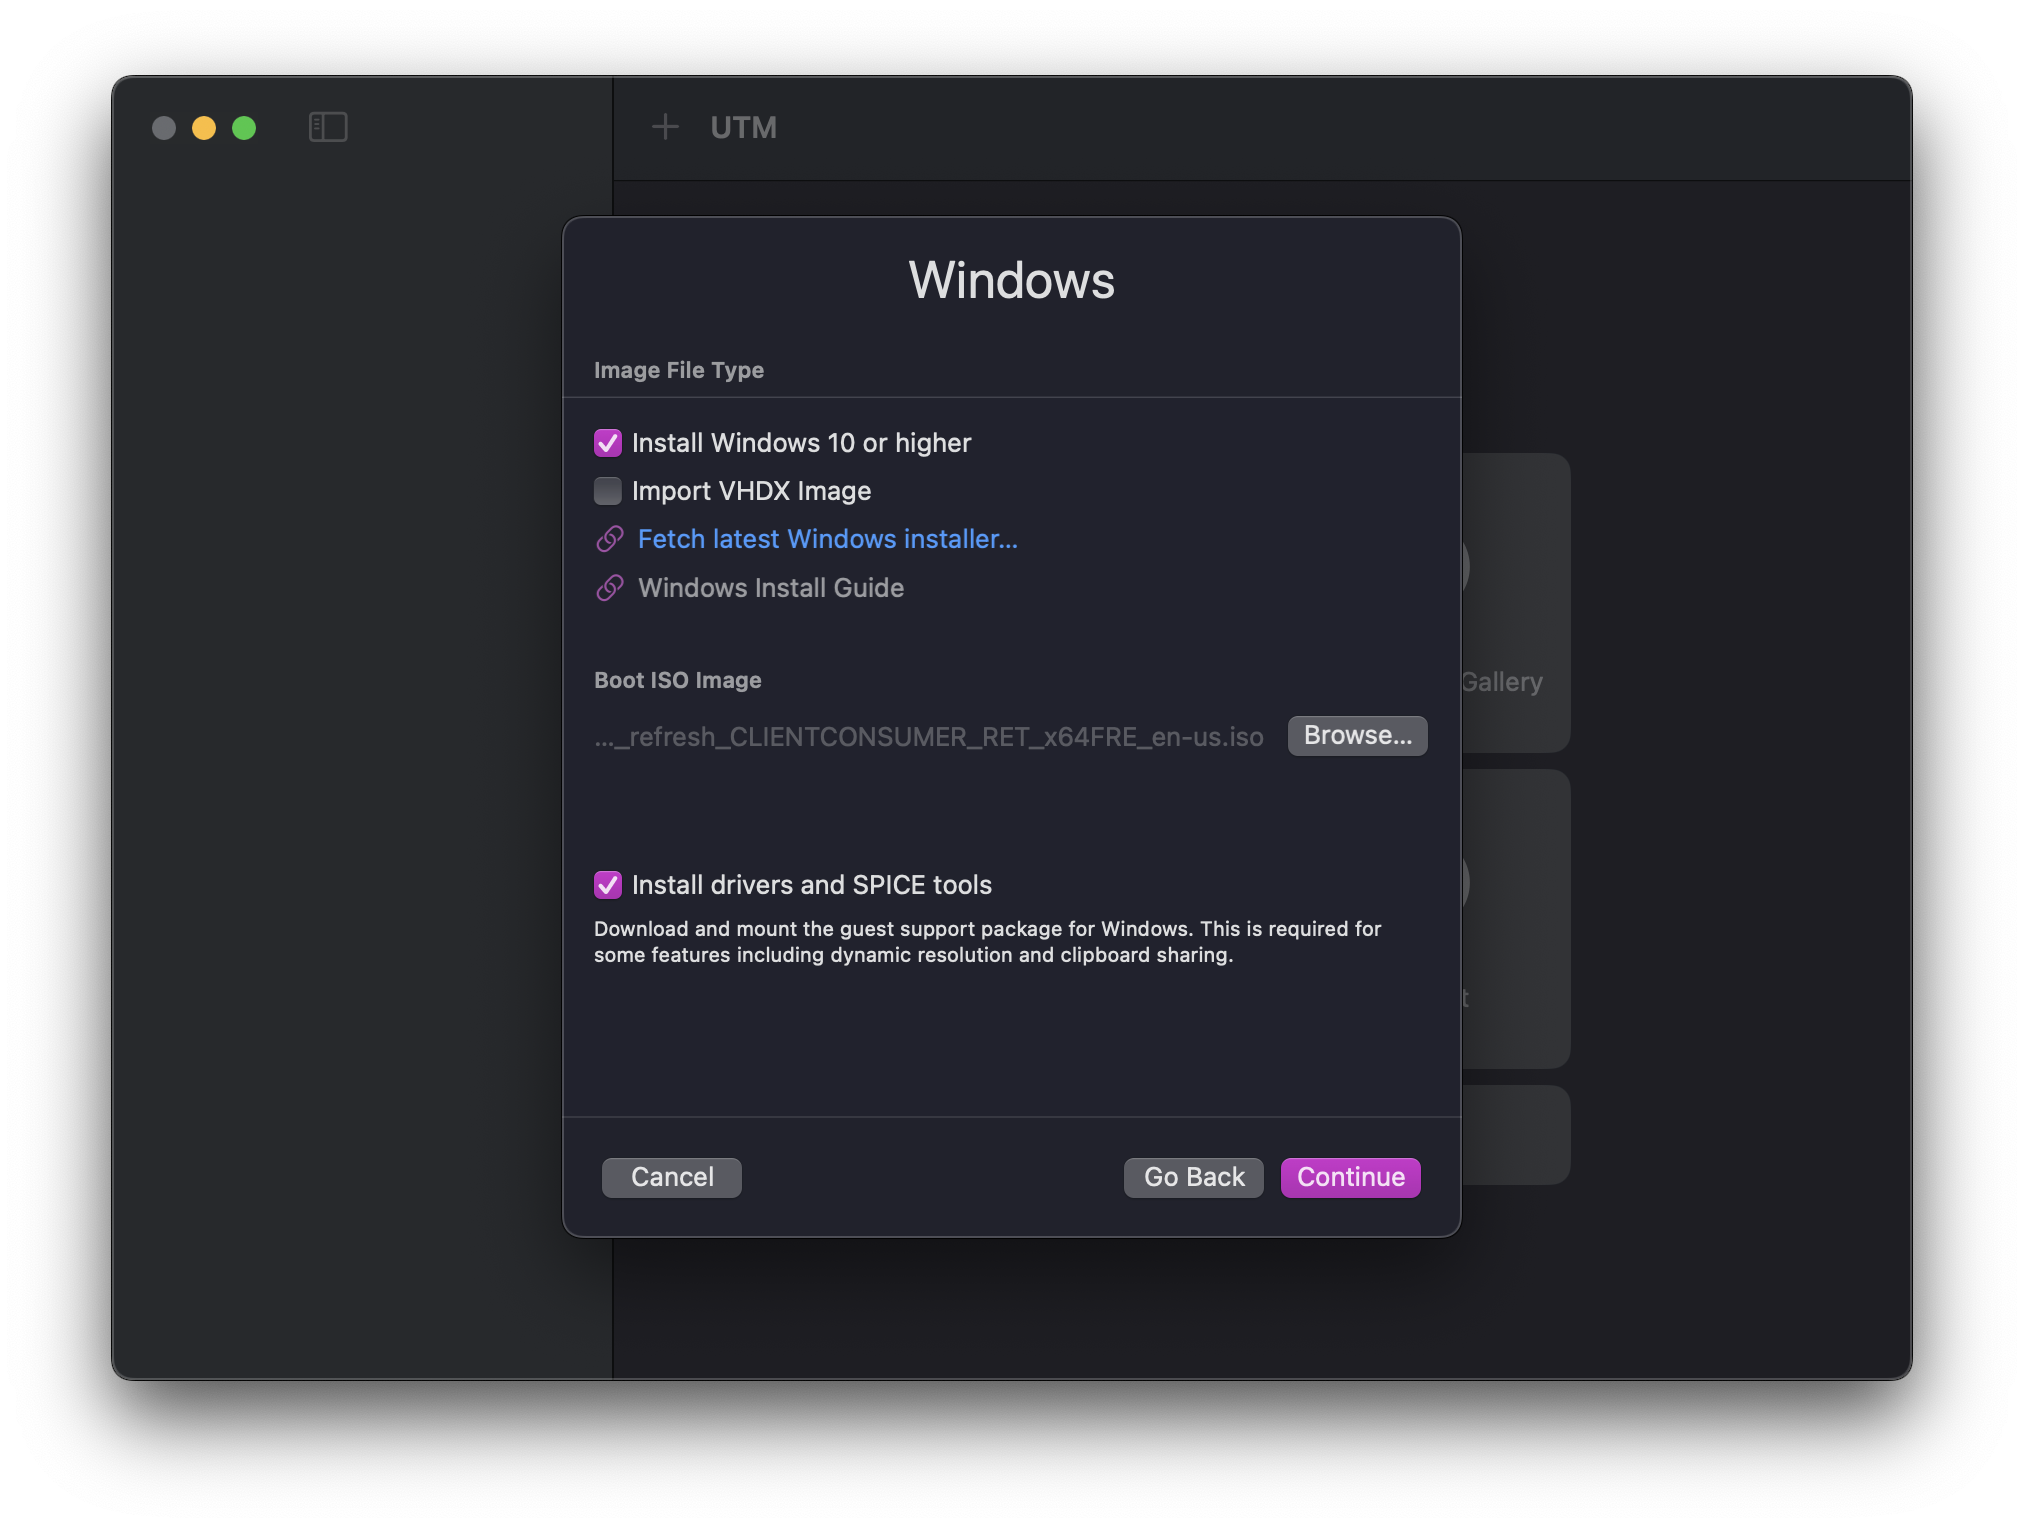 UTM
Windows
Image File Type
Install Windows 10 or higher
Import VHDX Image
Fetch latest Windows installer...
Windows Install Guide
Gallery
Boot ISO Image
..._refresh_CLIENTCONSUMER_RET_x64FRE_en-us.iso
Browse...
Install drivers and SPICE tools
Download and mount the guest support package for Windows. This is required for
some features including dynamic resolution and clipboard sharing.
Cancel
Go Back
Continue